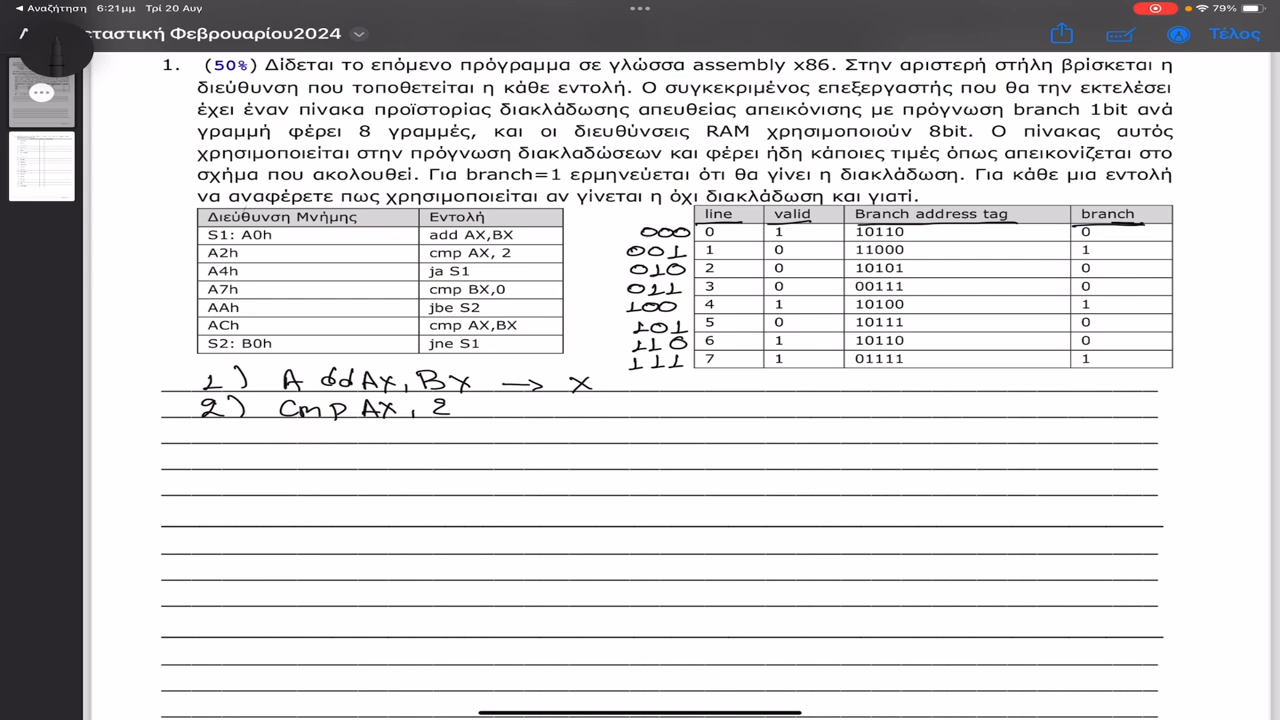 Αναζήτηση 6:21μμ Τρί 20 Αυγ 79%
εταστική Φεβρουαρίου2024 Τέλος
1. (50%) Δίδεται το επόμενο πρόγραμμα σε γλώσσα assembly x86. Στην αριστερή στήλη βρίσκεται η
διεύθυνση που τοποθετείται η κάθε εντολή. Ο συγκεκριμένος επεξεργαστής που θα την εκτελέσει
έχει έναν πίνακα προϊστορίας διακλάδωσης απευθείας απεικόνισης με πρόγνωση branch 1bit ανά
γραμμή φέρει 8 γραμμές, και οι διευθύνσεις RAM χρησιμοποιούν 8bit. Ο πίνακας αυτός
χρησιμοποιείται στην πρόγνωση διακλαδώσεων και φέρει ήδη κάποιες τιμές όπως απεικονίζεται στο
σχήμα που ακολουθεί. Για branch=1 ερμηνεύεται ότι θα γίνει η διακλάδωση. Για κάθε μια εντολή
να αναφέρετε πως χρησιμοποιείται αν γίνεται η όχι διακλάδωση και γιατί.
Διεύθυνση Μνήμης Εντολή
S1: A0h add AX,BX
A2h cmp AX, 2
A4h ja S1
A7h cmp BX,0
AAh jbe S2
ACh cmp AX,BX
S2: B0h jne S1
line valid Branch address tag branch
000 0 1 10110 0
001 1 0 11000 1
010 2 0 10101 0
011 3 0 00111 0
100 4 1 10100 1
101 5 0 10111 0
110 6 1 10110 0
111 7 1 01111 1
1) Add AX, BX → X
2) Cmp AX, 2